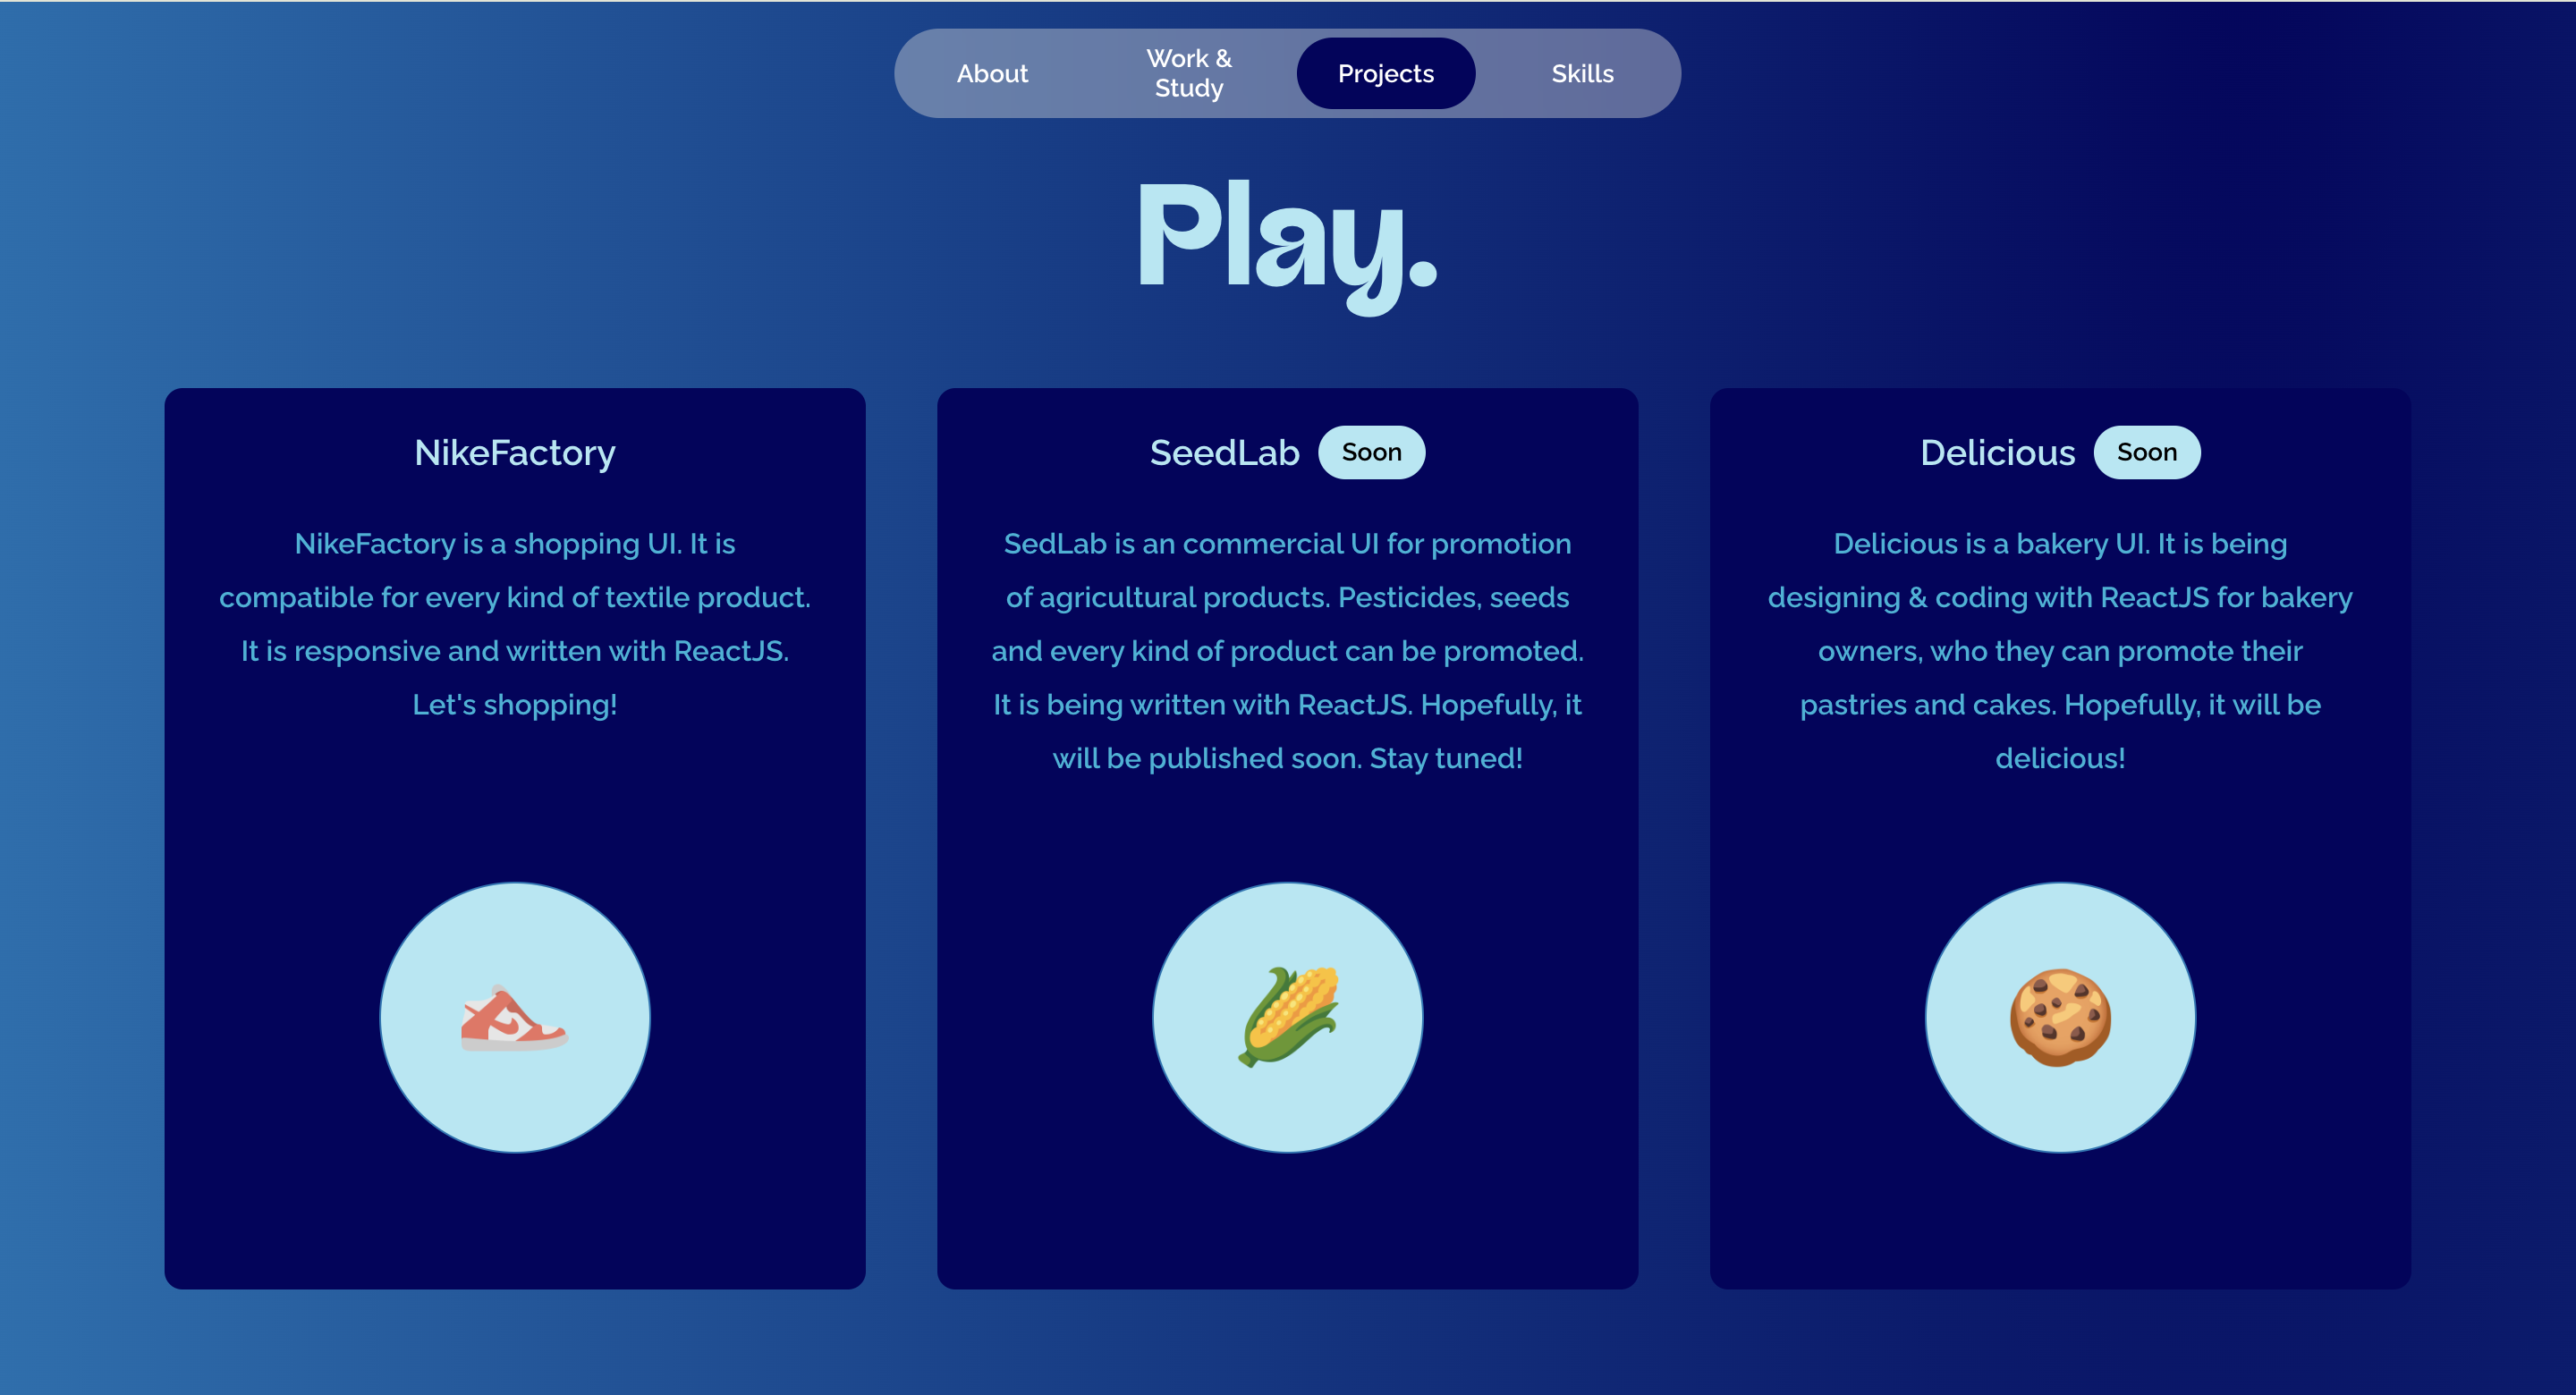 About
Work &
Study
Projects
Skills
Play.
NikeFactory
NikeFactory is a shopping UI. It is
compatible for every kind of textile product.
It is responsive and written with ReactJS.
Let's shopping!
SeedLab Soon
SedLab is an commercial UI for promotion
of agricultural products. Pesticides, seeds
and every kind of product can be promoted.
It is being written with ReactJS. Hopefully, it
will be published soon. Stay tuned!
Delicious Soon
Delicious is a bakery UI. It is being
designing & coding with ReactJS for bakery
owners, who they can promote their
pastries and cakes. Hopefully, it will be
delicious!